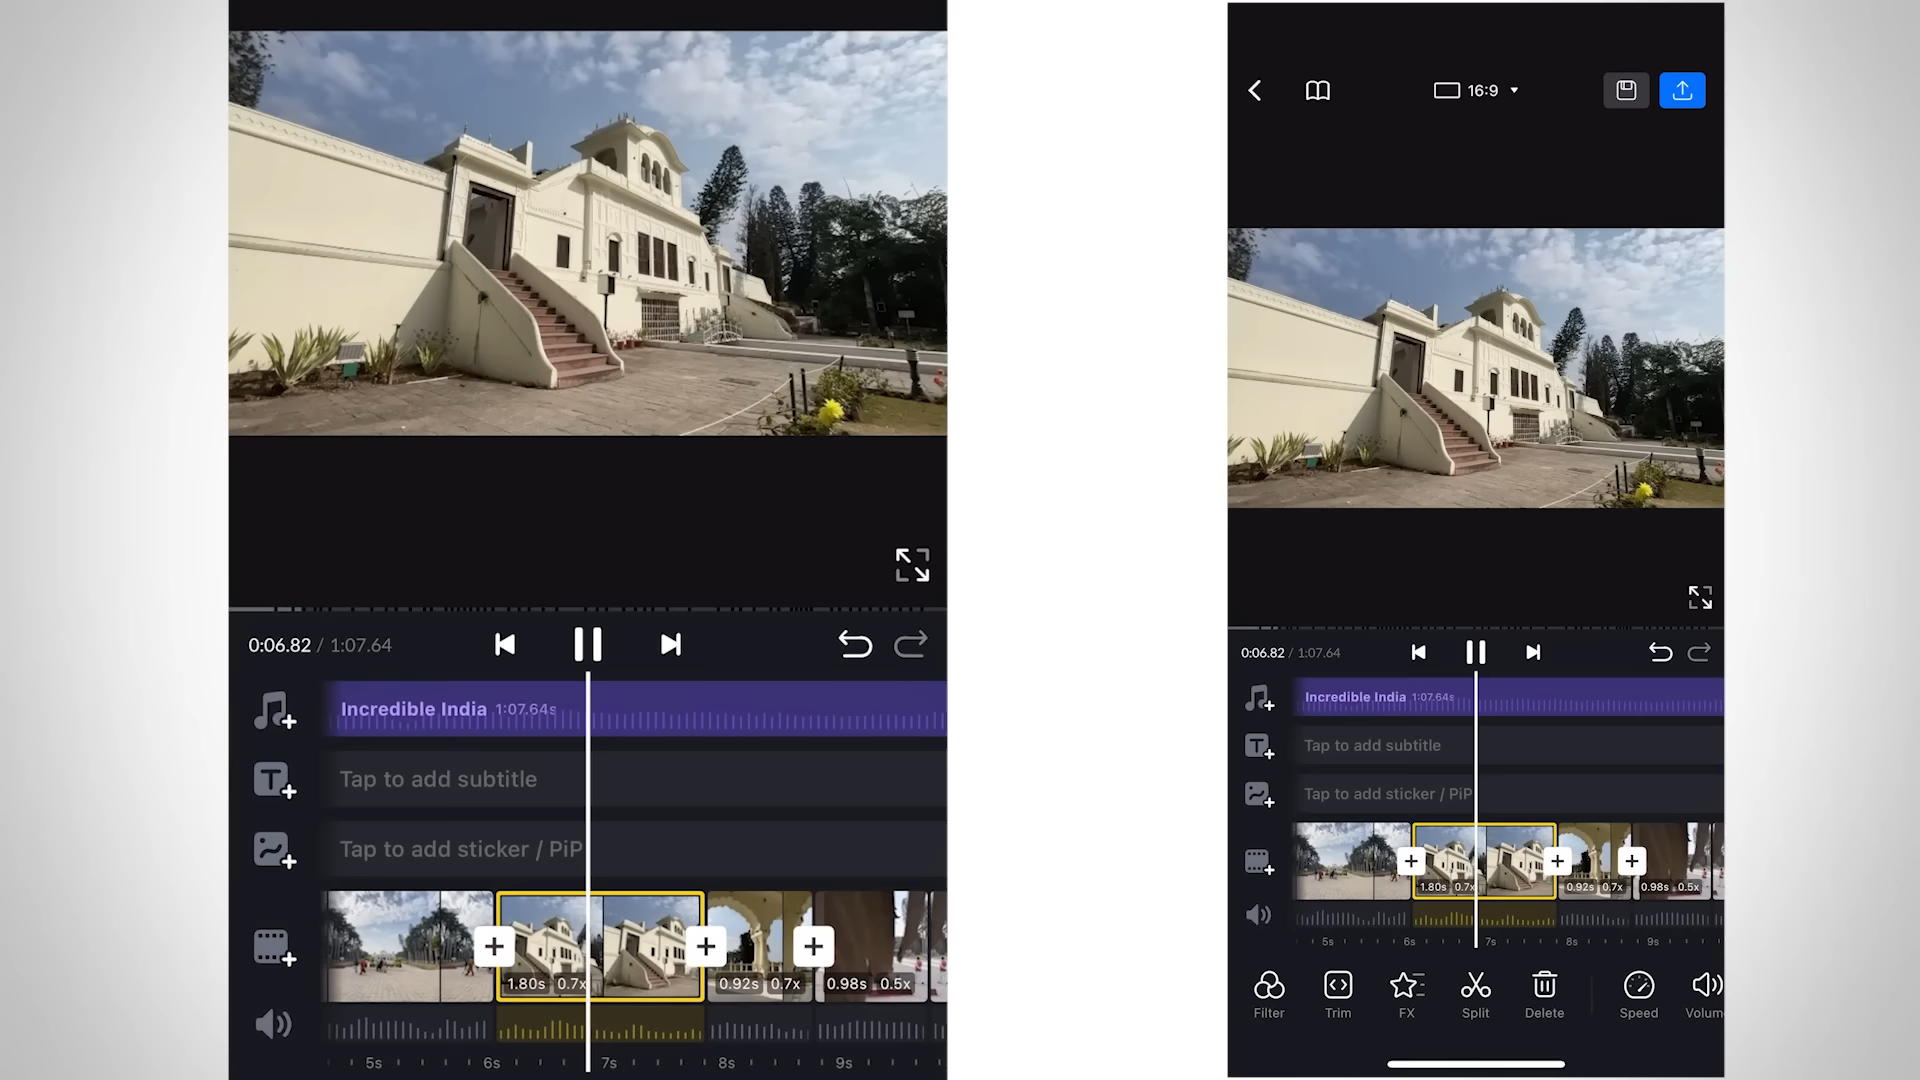 0:06.82 / 1:07.64
Incredible India 1:07.64s
Tap to add subtitle
Tap to add sticker / PiP
1.80s 0.7x 0.92s 0.7x 0.98s 0.5x
5s 6s 7s 8s 9s
16:9
0:06.82 / 1:07.64
Incredible India 1:07.64s
Tap to add subtitle
Tap to add sticker / PiP
1.80s 0.7x 0.92s 0.7x 0.98s 0.5x
5s 6s 7s 8s 9s
Filter Trim FX Split Delete Speed Volum